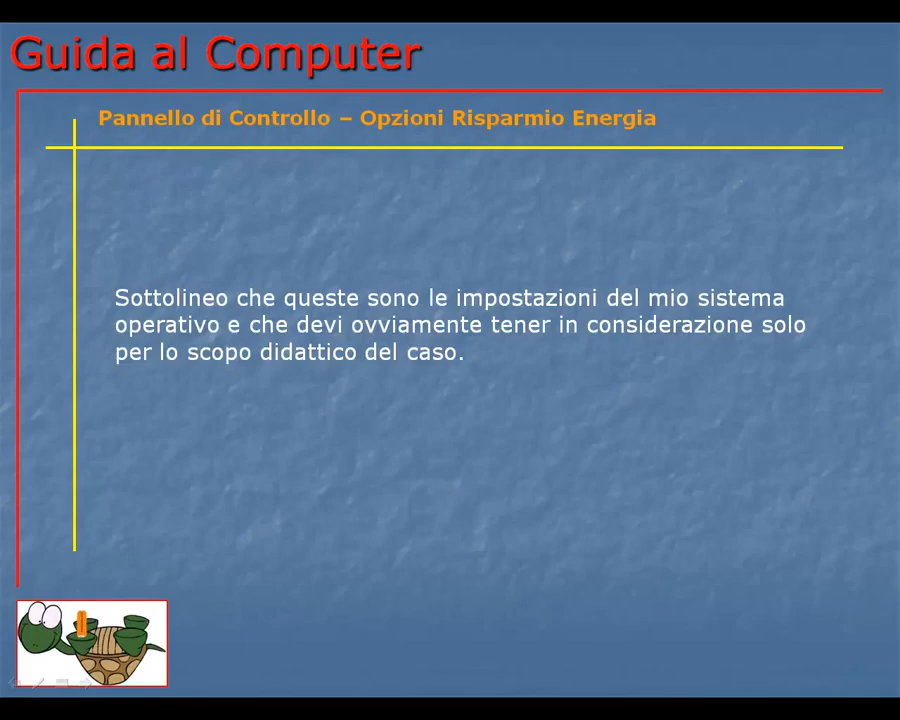 Guida al Computer
Pannello di Controllo – Opzioni Risparmio Energia
Sottolineo che queste sono le impostazioni del mio sistema
operativo e che devi ovviamente tener in considerazione solo
per lo scopo didattico del caso.